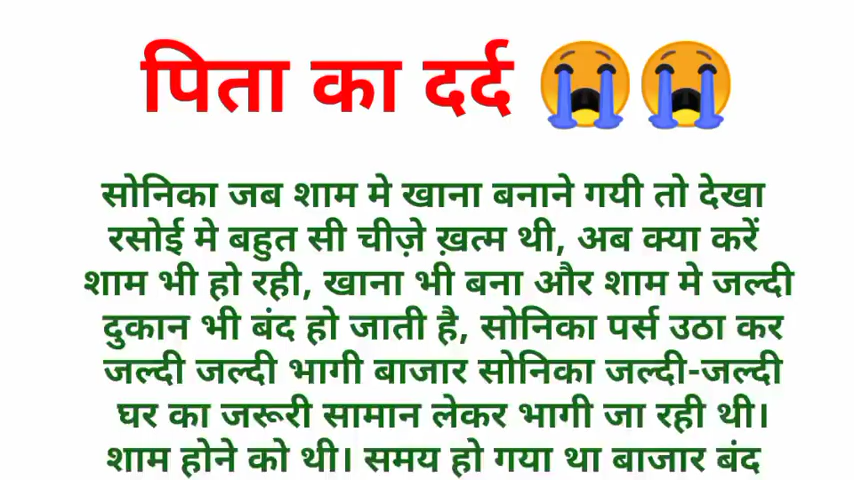 पिता का दर्द 😭😭
सोनिका जब शाम मे खाना बनाने गयी तो देखा
रसोई मे बहुत सी चीज़े ख़त्म थी, अब क्या करें
शाम भी हो रही, खाना भी बना और शाम मे जल्दी
दुकान भी बंद हो जाती है, सोनिका पर्स उठा कर
जल्दी जल्दी भागी बाजार सोनिका जल्दी-जल्दी
घर का जरूरी सामान लेकर भागी जा रही थी।
शाम होने को थी। समय हो गया था बाजार बंद